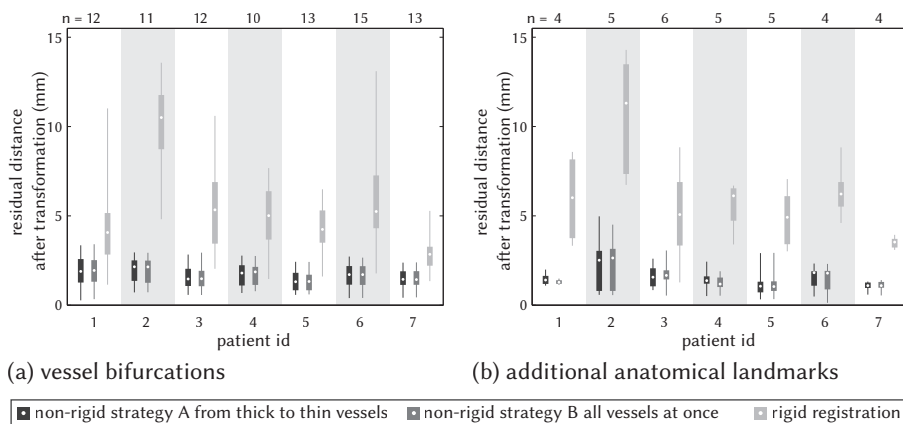 n = 12 11 12 10 13 15 13
15
10
5
0
residual distance
after transformation (mm)
1 2 3 4 5 6 7
patient id
(a) vessel bifurcations
n = 4 5 6 5 5 4 4
15
10
5
0
residual distance
after transformation (mm)
1 2 3 4 5 6 7
patient id
(b) additional anatomical landmarks
non-rigid strategy A from thick to thin vessels non-rigid strategy B all vessels at once rigid registration